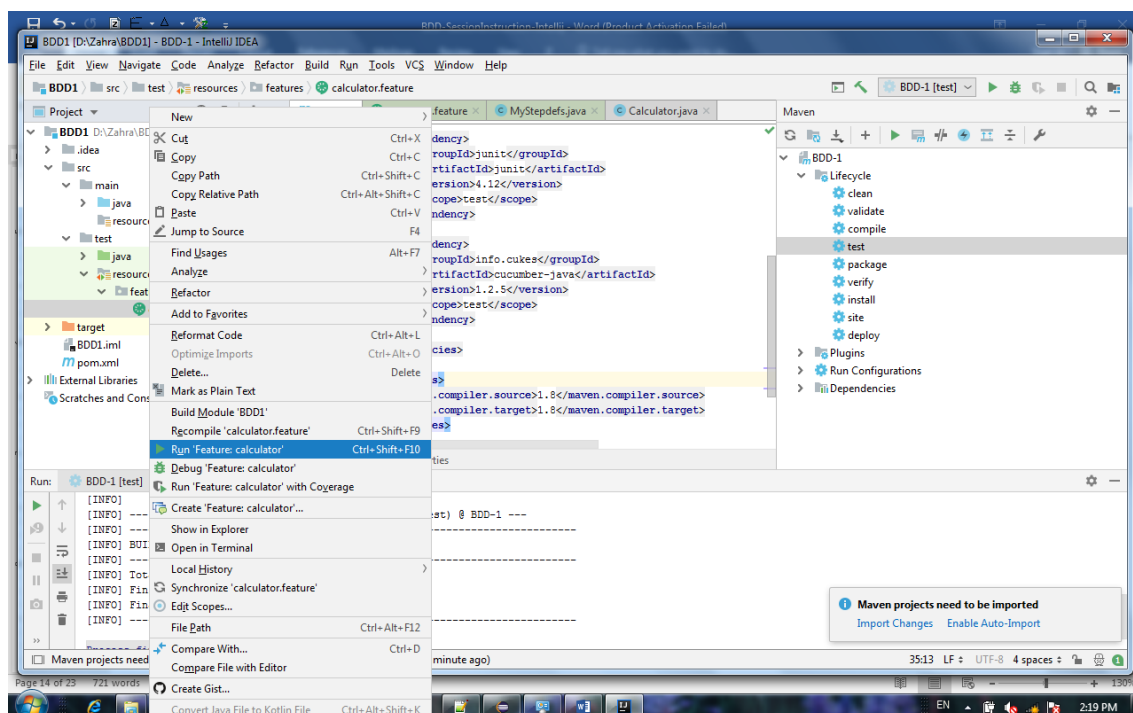 BDD-SessionInstruction-Intellij - Word (Product Activation Failed)
BDD1 [D:\Zahra\BDD1] - BDD-1 - IntelliJ IDEA
File Edit View Navigate Code Analyze Refactor Build Run Tools VCS Window Help
BDD1 src test resources features calculator.feature
BDD-1 [test]
Project
.feature MyStepdefs.java Calculator.java
Maven
BDD1 D:\Zahra\BD
.idea
src
main
java
resourc
test
java
resourc
feat
target
BDD1.iml
pom.xml
External Libraries
Scratches and Cons
New
Cut Ctrl+X
Copy Ctrl+C
Copy Path Ctrl+Shift+C
Copy Relative Path Ctrl+Alt+Shift+C
Paste Ctrl+V
Jump to Source F4
Find Usages Alt+F7
Analyze
Refactor
Add to Favorites
Reformat Code Ctrl+Alt+L
Optimize Imports Ctrl+Alt+O
Delete... Delete
Mark as Plain Text
Build Module 'BDD1'
Recompile 'calculator.feature' Ctrl+Shift+F9
Run 'Feature: calculator' Ctrl+Shift+F10
Debug 'Feature: calculator'
Run 'Feature: calculator' with Coverage
Create 'Feature: calculator'...
Show in Explorer
Open in Terminal
Local History
Synchronize 'calculator.feature'
Edit Scopes...
File Path Ctrl+Alt+F12
Compare With... Ctrl+D
Compare File with Editor
Create Gist...
Convert Java File to Kotlin File Ctrl+Alt+Shift+K
dency>
roupId>junit</groupId>
rtifactId>junit</artifactId>
ersion>4.12</version>
cope>test</scope>
ndency>
dency>
roupId>info.cukes</groupId>
rtifactId>cucumber-java</artifactId>
ersion>1.2.5</version>
cope>test</scope>
ndency>
cies>
s>
.compiler.source>1.8</maven.compiler.source>
.compiler.target>1.8</maven.compiler.target>
es>
ties
BDD-1
Lifecycle
clean
validate
compile
test
package
verify
install
site
deploy
Plugins
Run Configurations
Dependencies
Run: BDD-1 [test]
[INFO]
[INFO] --- st) @ BDD-1 ---
[INFO] ---
[INFO] BUI
[INFO] ---
[INFO] Tot
[INFO] Fin
[INFO] Fin
[INFO] ---
Maven projects need to be imported
Import Changes Enable Auto-Import
Maven projects need minute ago)
35:13 LF UTF-8 4 spaces 1
Page 14 of 23 721 words 130%
EN 2:19 PM